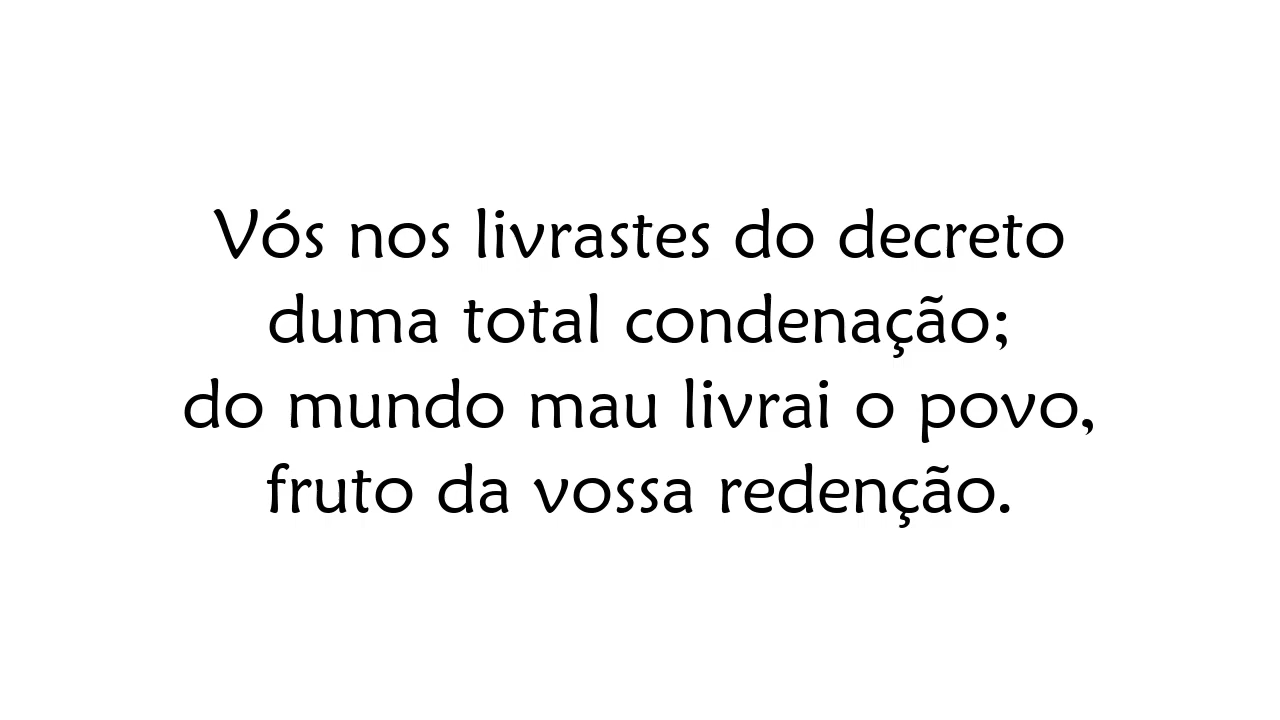 Vós nos livrastes do decreto
duma total condenação;
do mundo mau livrai o povo,
fruto da vossa redenção.